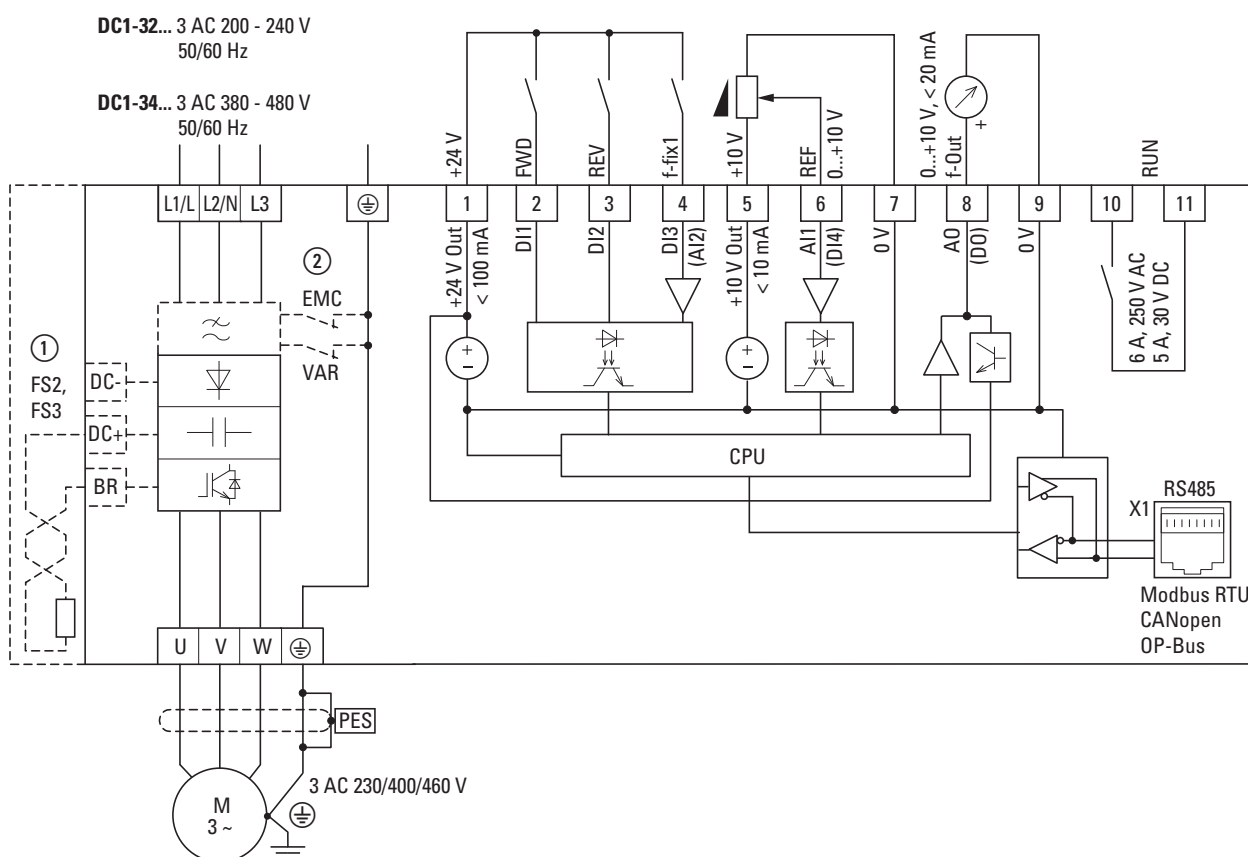 DC1-32... 3 AC 200 - 240 V
50/60 Hz
DC1-34... 3 AC 380 - 480 V
50/60 Hz
+24 V
FWD
REV
f-fix1
+10 V
REF
0...+10 V
0...+10 V, < 20 mA
f-Out
RUN
L1/L L2/N L3
1 2 3 4 5 6 7 8 9 10 11
+24 V Out
< 100 mA
DI1
DI2
DI3
(AI2)
+10 V Out
< 10 mA
AI1
(DI4)
0 V
AO
(DO)
0 V
6 A, 250 V AC
5 A, 30 V DC
2
EMC
VAR
1
FS2,
FS3
DC-
DC+
BR
+
-
+
-
+
CPU
X1
RS485
Modbus RTU
CANopen
OP-Bus
U V W
PES
3 AC 230/400/460 V
M
3 ~